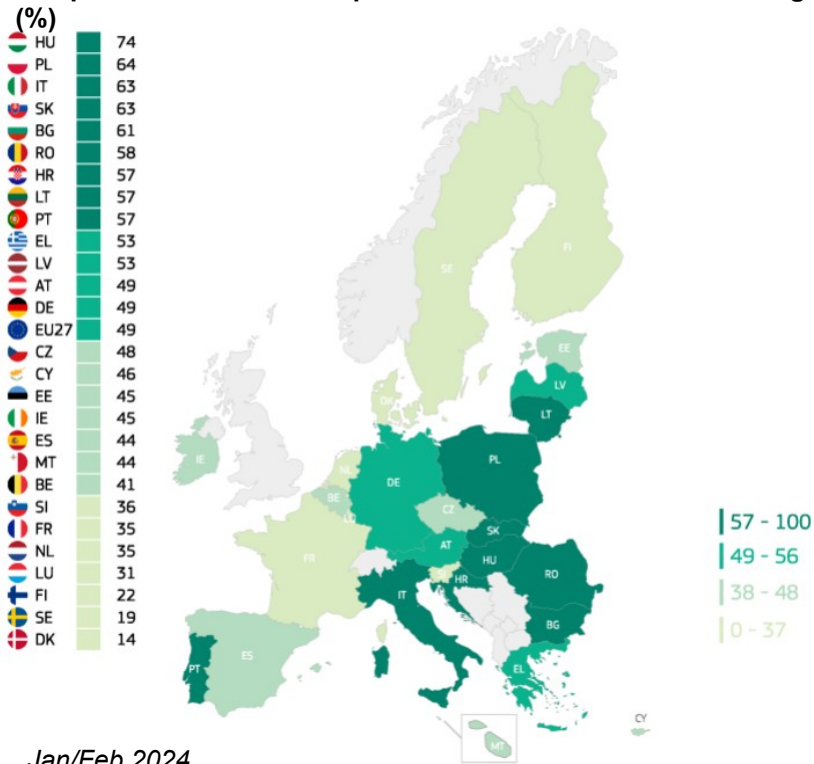 (%)
HU 74
PL 64
IT 63
SK 63
BG 61
RO 58
HR 57
LT 57
PT 57
EL 53
LV 53
AT 49
DE 49
EU27 49
CZ 48
CY 46
EE 45
IE 45
ES 44
MT 44
BE 41
SI 36
FR 35
NL 35
LU 31
FI 22
SE 19
DK 14
FI
SE
EE
LV
DK
LT
IE
PL
NL
DE
BE
CZ
LU
SK
AT
FR
HU
RO
SI
HR
IT
BG
ES
PT
EL
CY
MT
57 - 100
49 - 56
38 - 48
0 - 37
Jan/Feb 2024